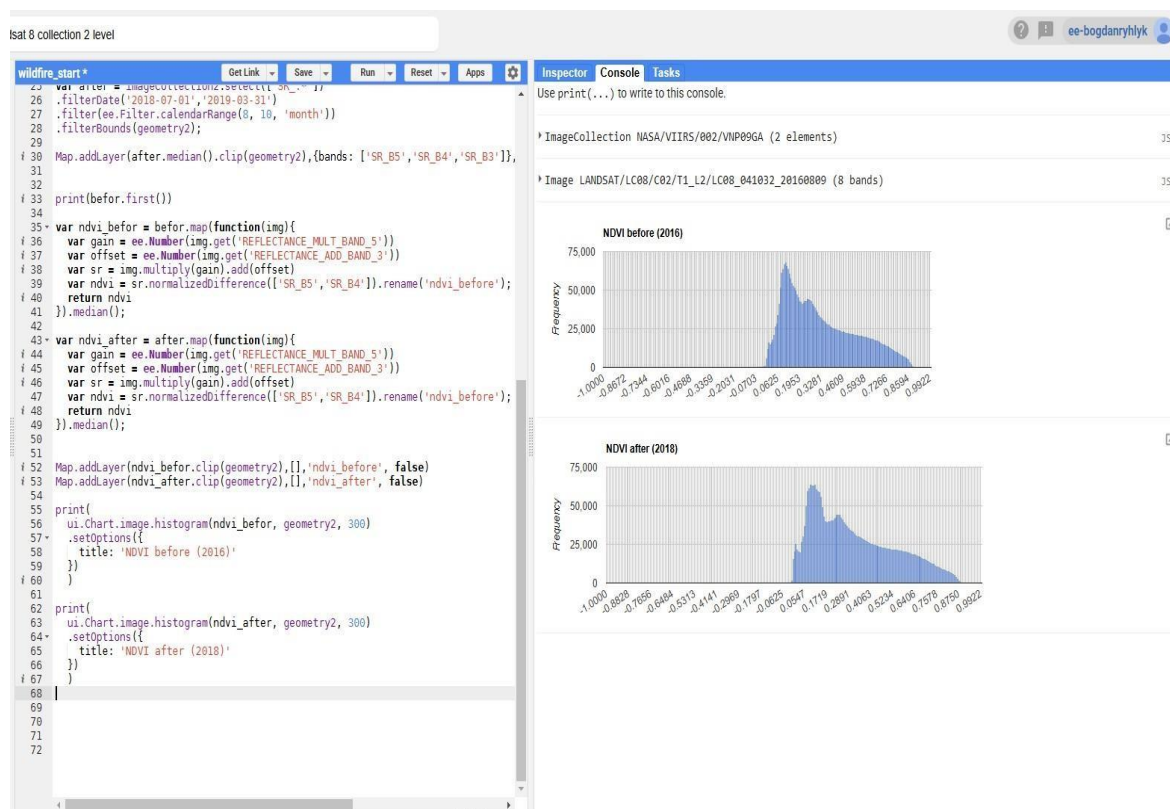 dsat 8 collection 2 level
ee-bogdanryhlyk
wildfire_start *
Get Link
Save
Run
Reset
Apps
25 var after = imageCollection2.select(['SR_.*'])
26 .filterDate('2018-07-01','2019-03-31')
27 .filter(ee.Filter.calendarRange(8, 10, 'month'))
28 .filterBounds(geometry2);
29
i 30 Map.addLayer(after.median().clip(geometry2),{bands: ['SR_B5','SR_B4','SR_B3']},
31
32
i 33 print(befor.first())
34
35 var ndvi_befor = befor.map(function(img){
i 36 var gain = ee.Number(img.get('REFLECTANCE_MULT_BAND_5'))
i 37 var offset = ee.Number(img.get('REFLECTANCE_ADD_BAND_3'))
i 38 var sr = img.multiply(gain).add(offset)
39 var ndvi = sr.normalizedDifference(['SR_B5','SR_B4']).rename('ndvi_before');
i 40 return ndvi
41 }).median();
42
43 var ndvi_after = after.map(function(img){
i 44 var gain = ee.Number(img.get('REFLECTANCE_MULT_BAND_5'))
i 45 var offset = ee.Number(img.get('REFLECTANCE_ADD_BAND_3'))
i 46 var sr = img.multiply(gain).add(offset)
47 var ndvi = sr.normalizedDifference(['SR_B5','SR_B4']).rename('ndvi_before');
i 48 return ndvi
49 }).median();
50
51
i 52 Map.addLayer(ndvi_befor.clip(geometry2),[],'ndvi_before', false)
i 53 Map.addLayer(ndvi_after.clip(geometry2),[],'ndvi_after', false)
54
55 print(
56 ui.Chart.image.histogram(ndvi_befor, geometry2, 300)
57 .setOptions({
58 title: 'NDVI before (2016)'
59 })
i 60 )
61
62 print(
63 ui.Chart.image.histogram(ndvi_after, geometry2, 300)
64 .setOptions({
65 title: 'NDVI after (2018)'
66 })
i 67 )
68
69
70
71
72
Inspector
Console
Tasks
Use print(...) to write to this console.
ImageCollection NASA/VIIRS/002/VNP09GA (2 elements)
JS
Image LANDSAT/LC08/C02/T1_L2/LC08_041032_20160809 (8 bands)
JS
NDVI before (2016)
Frequency
75,000
50,000
25,000
0
-1.0000 -0.8672 -0.7344 -0.6016 -0.4688 -0.3359 -0.2031 -0.0703 0.0625 0.1953 0.3281 0.4609 0.5938 0.7266 0.8594 0.9922
NDVI after (2018)
Frequency
75,000
50,000
25,000
0
-1.0000 -0.8828 -0.7656 -0.6484 -0.5313 -0.4141 -0.2969 -0.1797 -0.0625 0.0547 0.1719 0.2891 0.4063 0.5234 0.6406 0.7578 0.8750 0.9922